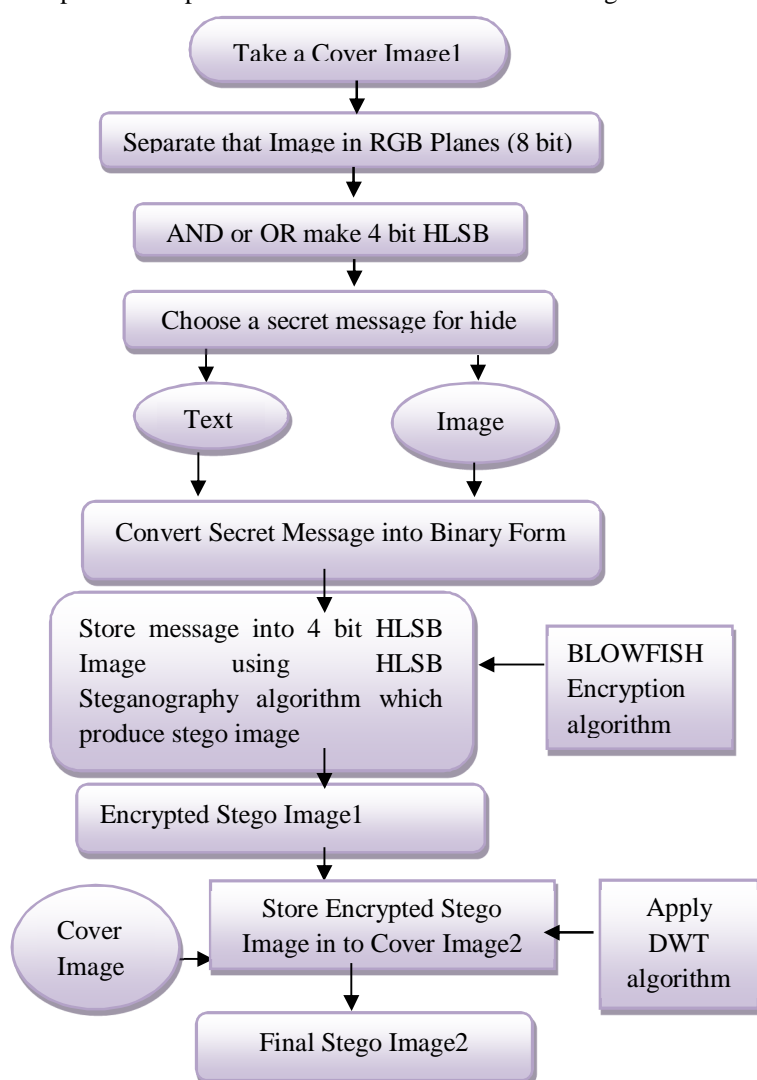 Take a Cover Image1
Separate that Image in RGB Planes (8 bit)
AND or OR make 4 bit HLSB
Choose a secret message for hide
Text
Image
Convert Secret Message into Binary Form
Store message into 4 bit HLSB
Image using HLSB
Steganography algorithm which
produce stego image
BLOWFISH
Encryption
algorithm
Encrypted Stego Image1
Cover
Image
Store Encrypted Stego
Image in to Cover Image2
Apply
DWT
algorithm
Final Stego Image2